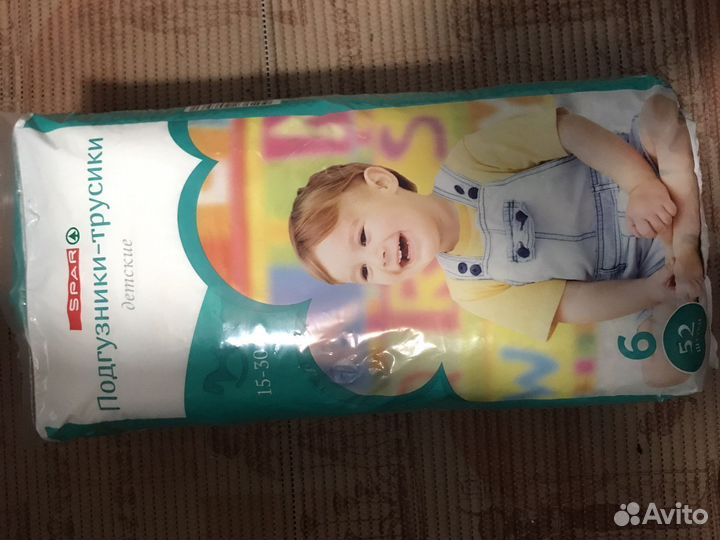 SPAR
Подгузники-трусики
детские
15-30
6
52
Avito